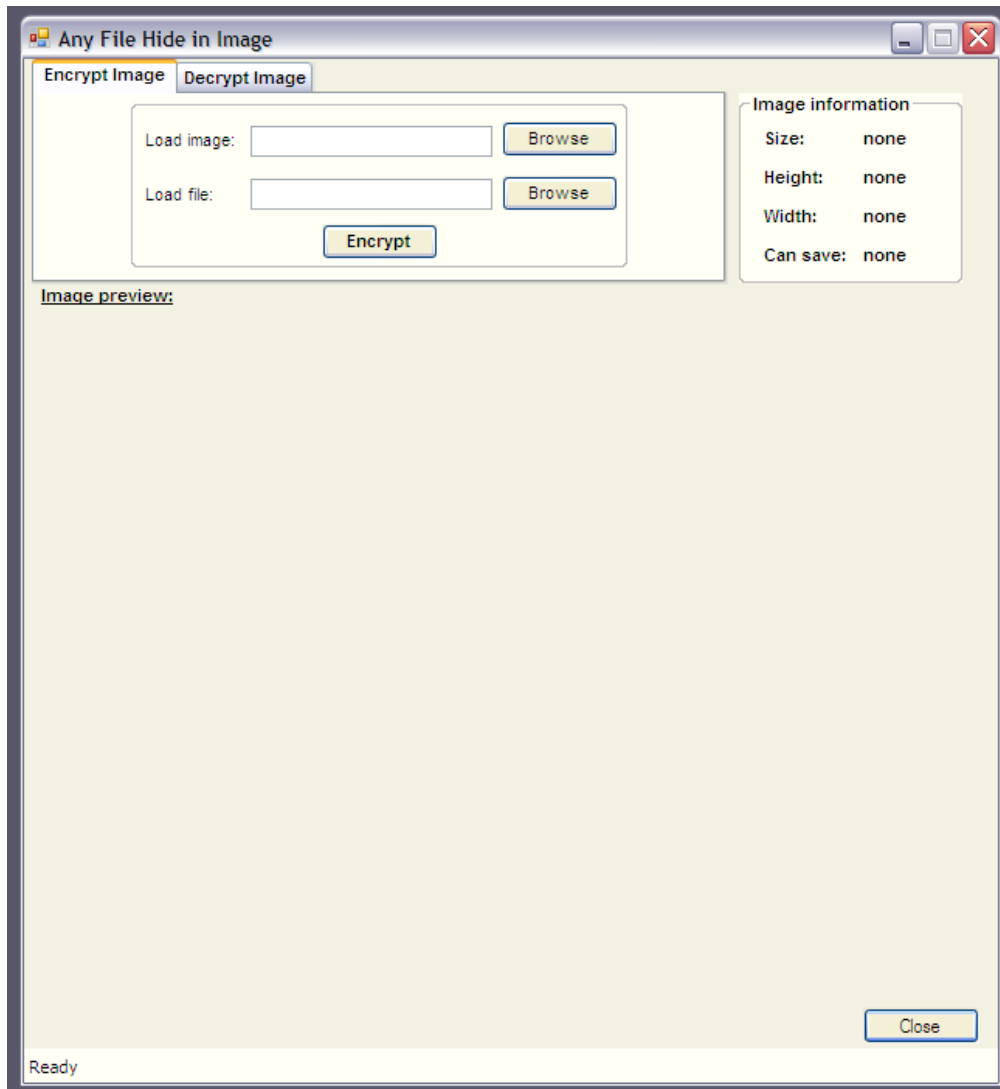 Any File Hide in Image
Encrypt Image Decrypt Image
Load image: Browse
Load file: Browse
Encrypt
Image information
Size: none
Height: none
Width: none
Can save: none
Image preview:
Close
Ready